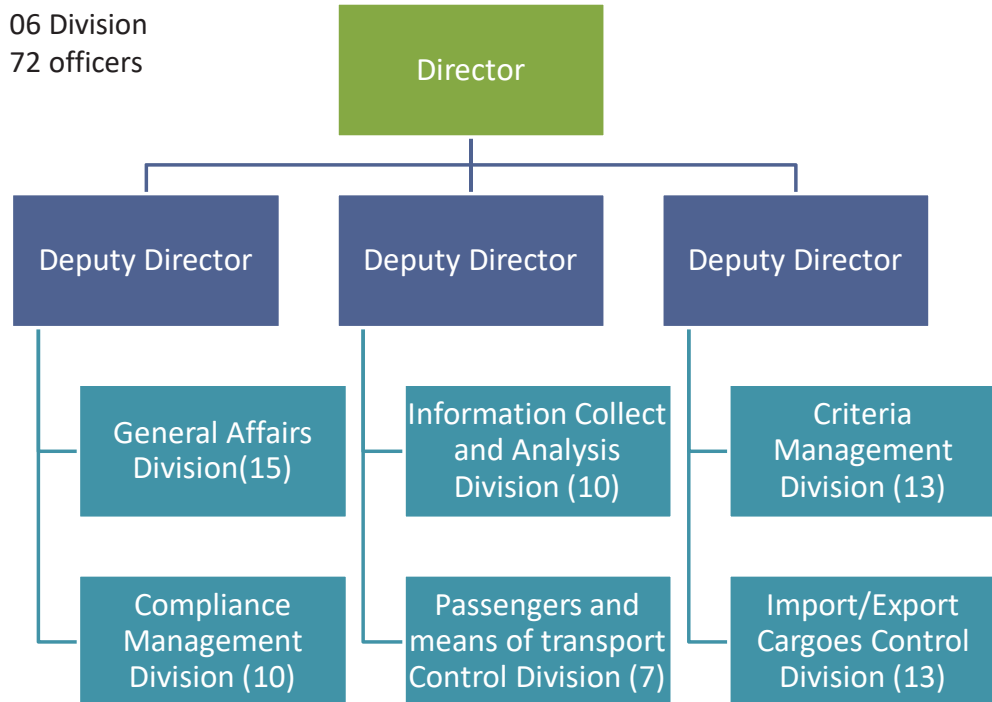 06 Division
72 officers
Director
Deputy Director
Deputy Director
Deputy Director
General Affairs
Division(15)
Information Collect
and Analysis
Division (10)
Criteria
Management
Division (13)
Compliance
Management
Division (10)
Passengers and
means of transport
Control Division (7)
Import/Export
Cargoes Control
Division (13)